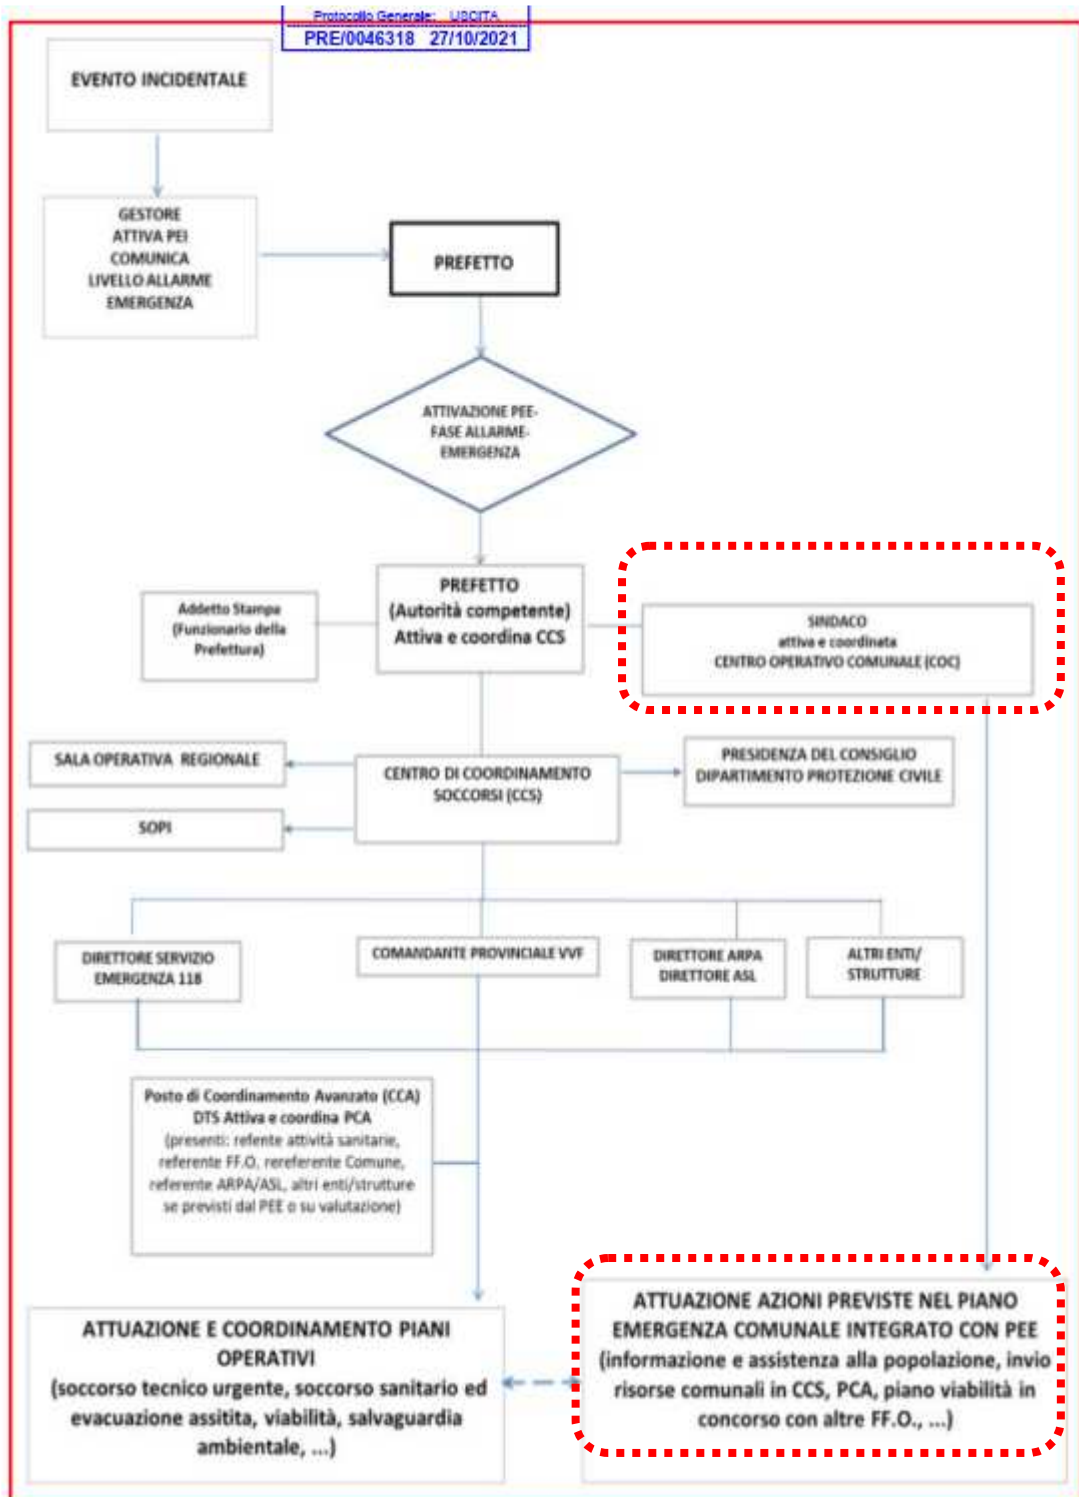 Protocollo Generale: USCITA
PRE/0046318 27/10/2021
EVENTO INCIDENTALE
GESTORE
ATTIVA PEI
COMUNICA
LIVELLO ALLARME
EMERGENZA
PREFETTO
ATTIVAZIONE PEE-
FASE ALLARME-
EMERGENZA
PREFETTO
(Autorità competente)
Attiva e coordina CCS
Addetto Stampa
(Funzionario della
Prefettura)
SINDACO
attiva e coordinata
CENTRO OPERATIVO COMUNALE (COC)
SALA OPERATIVA REGIONALE
CENTRO DI COORDINAMENTO
SOCCORSI (CCS)
PRESIDENZA DEL CONSIGLIO
DIPARTIMENTO PROTEZIONE CIVILE
SOPI
DIRETTORE SERVIZIO
EMERGENZA 118
COMANDANTE PROVINCIALE VVF
DIRETTORE ARPA
DIRETTORE ASL
ALTRI ENTI/
STRUTTURE
Posto di Coordinamento Avanzato (CCA)
DTS Attiva e coordina PCA
(presenti: refente attività sanitarie,
referente FF.O, rereferente Comune,
referente ARPA/ASL, altri enti/strutture
se previsti dal PEE o su valutazione)
ATTUAZIONE E COORDINAMENTO PIANI
OPERATIVI
(soccorso tecnico urgente, soccorso sanitario ed
evacuazione assitita, viabilità, salvaguardia
ambientale, ...)
ATTUAZIONE AZIONI PREVISTE NEL PIANO
EMERGENZA COMUNALE INTEGRATO CON PEE
(informazione e assistenza alla popolazione, invio
risorse comunali in CCS, PCA, piano viabilità in
concorso con altre FF.O., ...)